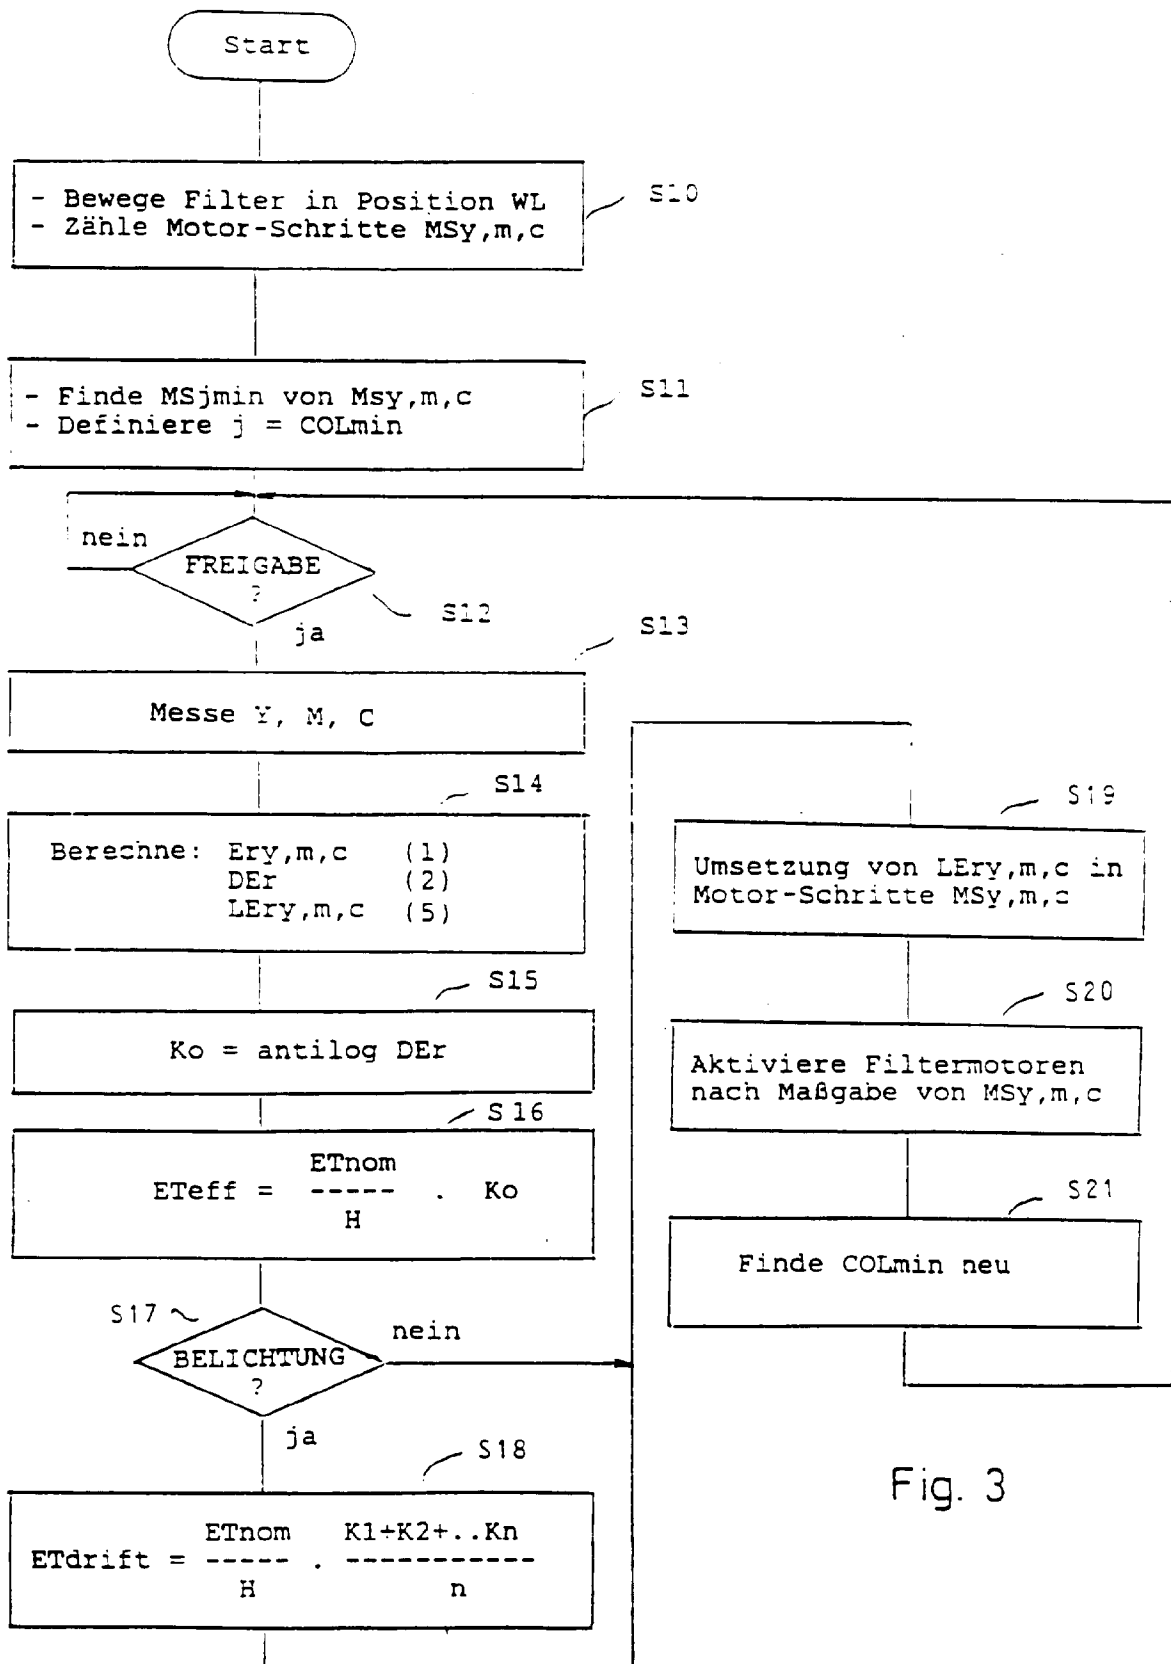 Start
- Bewege Filter in Position WL
- Zähle Motor-Schritte MSy,m,c
S10
- Finde MSjmin von Msy,m,c
- Definiere j = COLmin
S11
nein
FREIGABE
?
S12
ja
S13
Messe Y, M, C
S14
Berechne: Ery,m,c (1)
DEr (2)
LEry,m,c (5)
S15
Ko = antilog DEr
S16
ETnom
ETeff = ----- . Ko
H
S17
BELICHTUNG
?
nein
ja
S18
ETnom K1+K2+..Kn
ETdrift = ----- . -----------
H n
S19
Umsetzung von LEry,m,c in
Motor-Schritte MSy,m,c
S20
Aktiviere Filtermotoren
nach Maßgabe von MSy,m,c
S21
Finde COLmin neu
Fig. 3